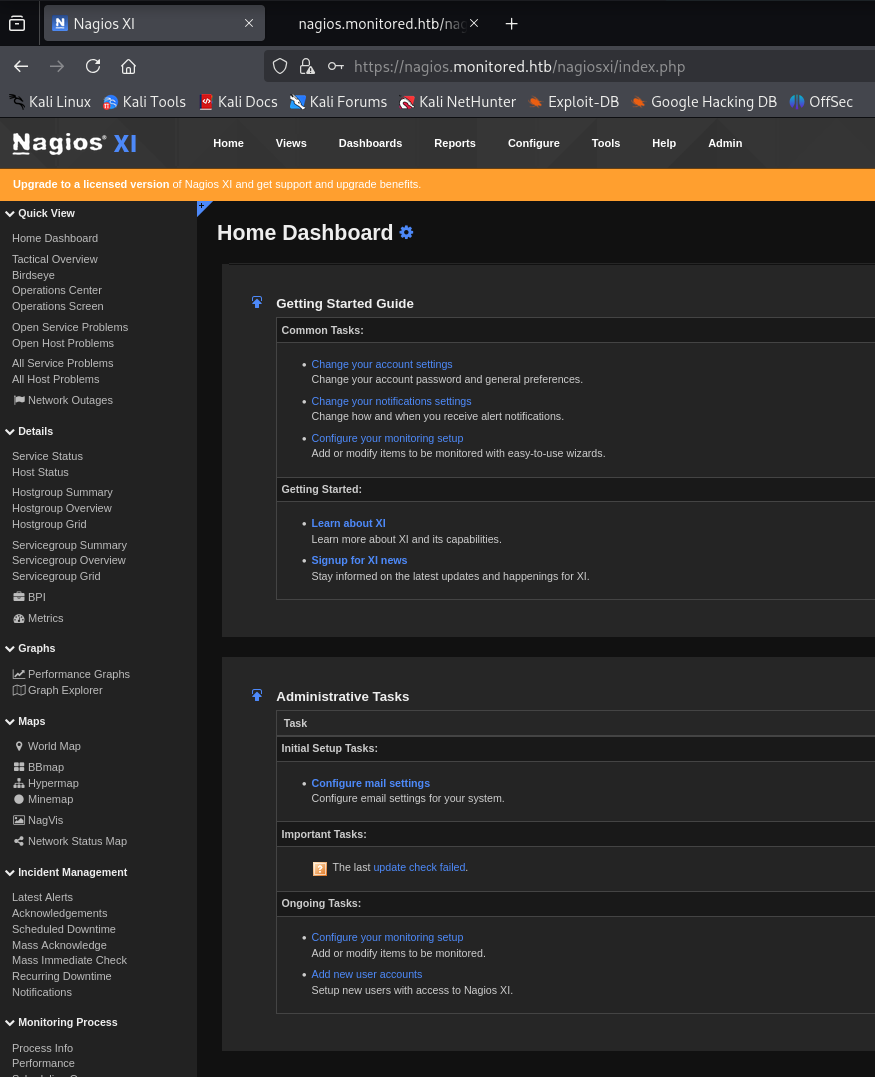 Nagios XI
nagios.monitored.htb/nag
https://nagios.monitored.htb/nagiosxi/index.php
Kali Linux Kali Tools Kali Docs Kali Forums Kali NetHunter Exploit-DB Google Hacking DB OffSec
Nagios® XI Home Views Dashboards Reports Configure Tools Help Admin
Upgrade to a licensed version of Nagios XI and get support and upgrade benefits.
Quick View
Home Dashboard
Tactical Overview
Birdseye
Operations Center
Operations Screen
Open Service Problems
Open Host Problems
All Service Problems
All Host Problems
Network Outages
Details
Service Status
Host Status
Hostgroup Summary
Hostgroup Overview
Hostgroup Grid
Servicegroup Summary
Servicegroup Overview
Servicegroup Grid
BPI
Metrics
Graphs
Performance Graphs
Graph Explorer
Maps
World Map
BBmap
Hypermap
Minemap
NagVis
Network Status Map
Incident Management
Latest Alerts
Acknowledgements
Scheduled Downtime
Mass Acknowledge
Mass Immediate Check
Recurring Downtime
Notifications
Monitoring Process
Process Info
Performance
Home Dashboard
Getting Started Guide
Common Tasks:
Change your account settings
Change your account password and general preferences.
Change your notifications settings
Change how and when you receive alert notifications.
Configure your monitoring setup
Add or modify items to be monitored with easy-to-use wizards.
Getting Started:
Learn about XI
Learn more about XI and its capabilities.
Signup for XI news
Stay informed on the latest updates and happenings for XI.
Administrative Tasks
Task
Initial Setup Tasks:
Configure mail settings
Configure email settings for your system.
Important Tasks:
The last update check failed.
Ongoing Tasks:
Configure your monitoring setup
Add or modify items to be monitored.
Add new user accounts
Setup new users with access to Nagios XI.